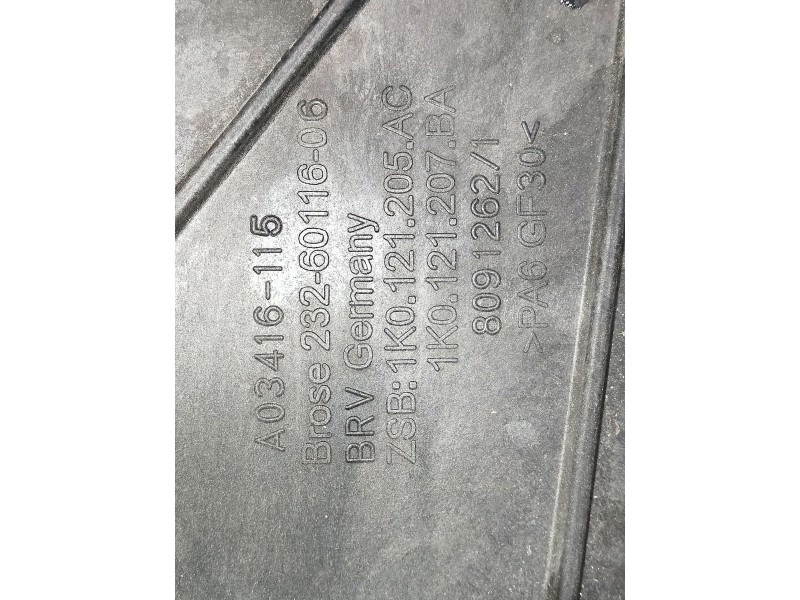 A03416-115
Brose 232-60116-06
BRV Germany
ZSB: 1K0.121.205.AC
1K0.121.207.BA
8091262/1
>PA6 GF30<